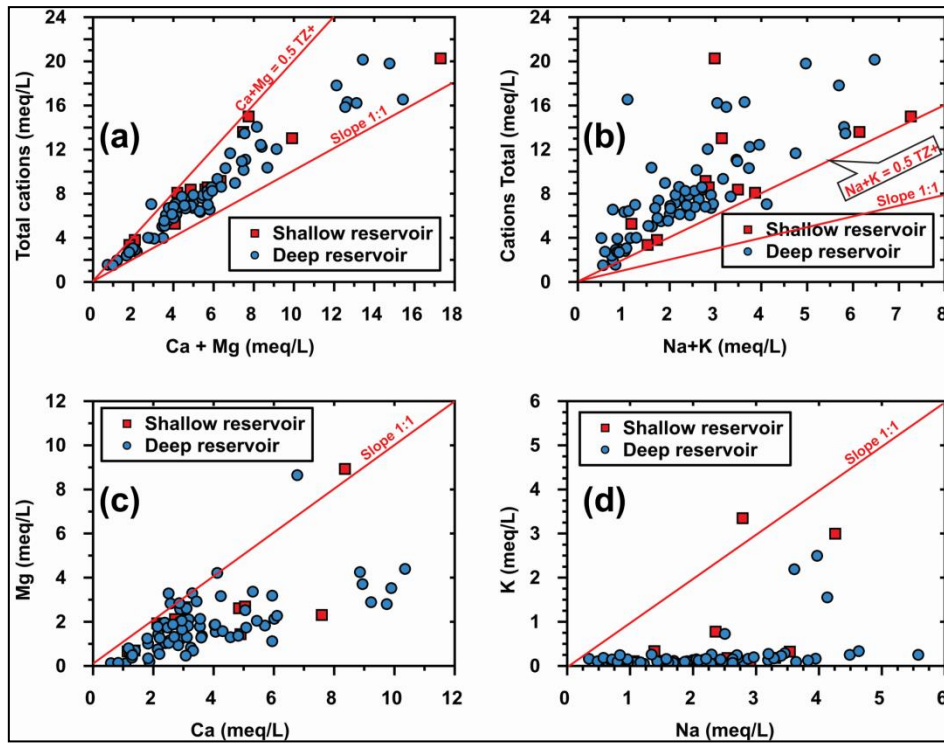 24
20
16
12
8
4
0
Total cations (meq/L)
(a)
Ca+Mg = 0.5 TZ+
Slope 1:1
Shallow reservoir
Deep reservoir
0 2 4 6 8 10 12 14 16 18
Ca + Mg (meq/L)
24
20
16
12
8
4
0
Cations Total (meq/L)
(b)
Na+K = 0.5 TZ+
Slope 1:1
Shallow reservoir
Deep reservoir
0 1 2 3 4 5 6 7 8
Na+K (meq/L)
12
10
8
6
4
2
0
Mg (meq/L)
Shallow reservoir
Deep reservoir
Slope 1:1
(c)
0 2 4 6 8 10 12
Ca (meq/L)
6
5
4
3
2
1
0
K (meq/L)
Shallow reservoir
Deep reservoir
Slope 1:1
(d)
0 1 2 3 4 5 6
Na (meq/L)